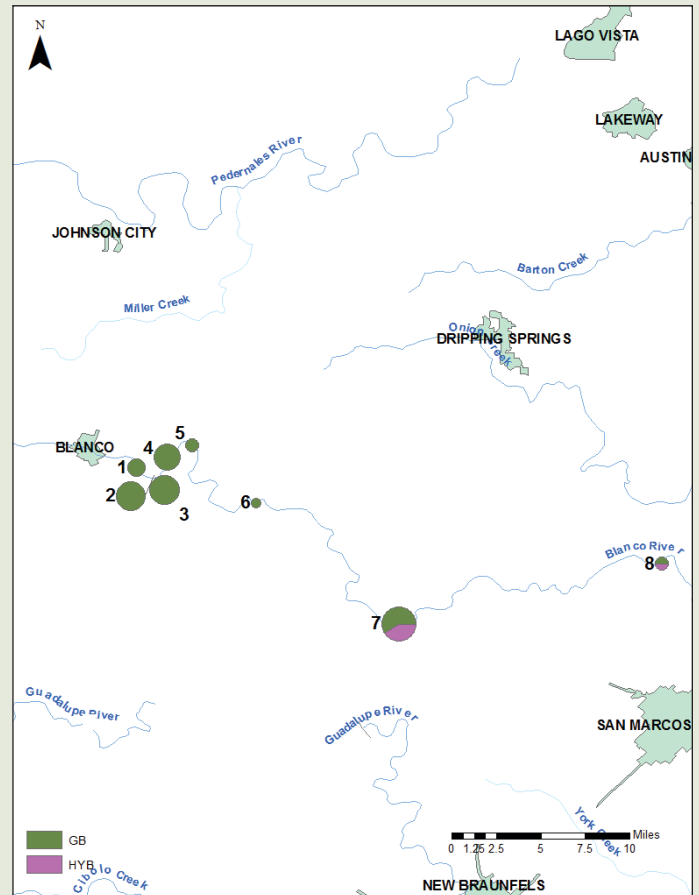 N
LAGO VISTA
LAKEWAY
AUSTIN
Pedernales River
JOHNSON CITY
Barton Creek
Miller Creek
Onion Creek
DRIPPING SPRINGS
BLANCO
5
4
1
2
3
6
Blanco River
8
7
Guadalupe River
Guadalupe River
SAN MARCOS
York Creek
GB
HYB
Cibolo Creek
Miles
0 1.25 2.5 5 7.5 10
NEW BRAUNFELS